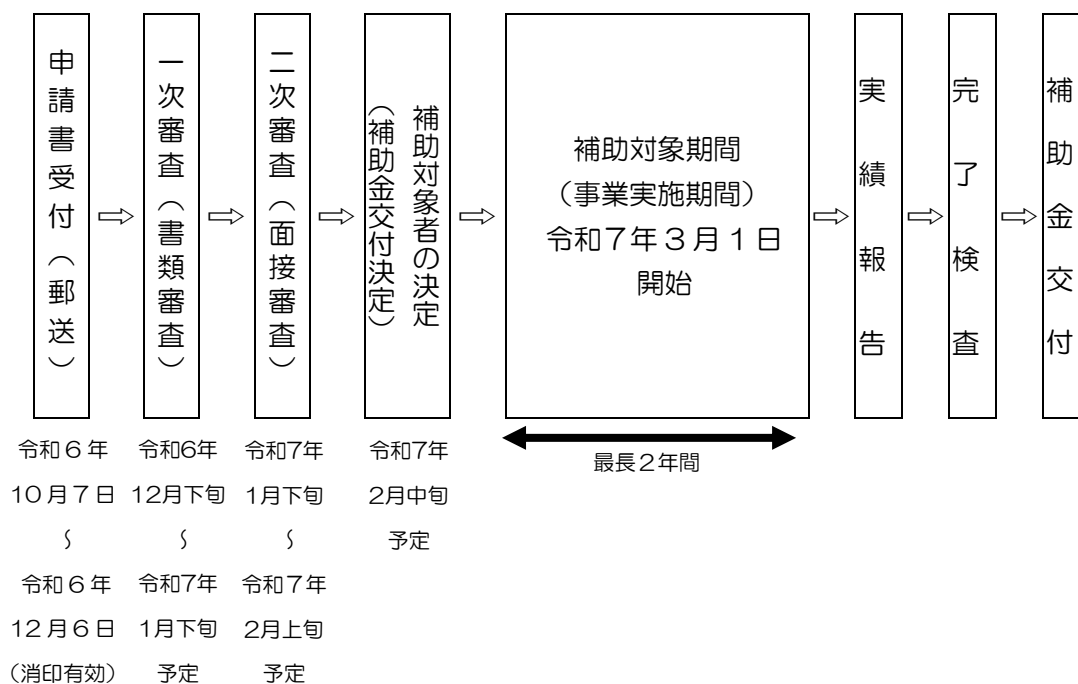 申請書受付（郵送）
⇨
一次審査（書類審査）
⇨
二次審査（面接審査）
⇨
補助対象者の決定
（補助金交付決定）
⇨
補助対象期間
（事業実施期間）
令和７年３月１日
開始
⇨
実績報告
⇨
完了検査
⇨
補助金交付
令和６年
10月７日
～
令和６年
12月６日
（消印有効）
令和6年
12月下旬
～
令和7年
1月下旬
予定
令和7年
1月下旬
～
令和７年
2月上旬
予定
令和7年
2月中旬
予定
最長２年間